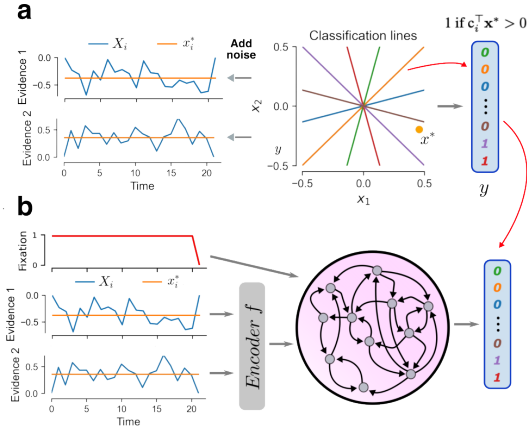 a
X_i x_i^*
Add
noise
Evidence 1
0.0
−0.5
Evidence 2
0.5
0.0
0 5 10 15 20
Time
Classification lines
x_2
0.5
0.0
−0.5
y
x^*
−0.5 0.0 0.5
x_1
1 if c_i^⊤x^* > 0
0
0
0
⋮
0
1
1
y
b
Fixation
1
0
X_i x_i^*
Evidence 1
0.0
−0.5
Evidence 2
0.5
0.0
0 5 10 15 20
Time
Encoder f
0
0
0
⋮
0
1
1